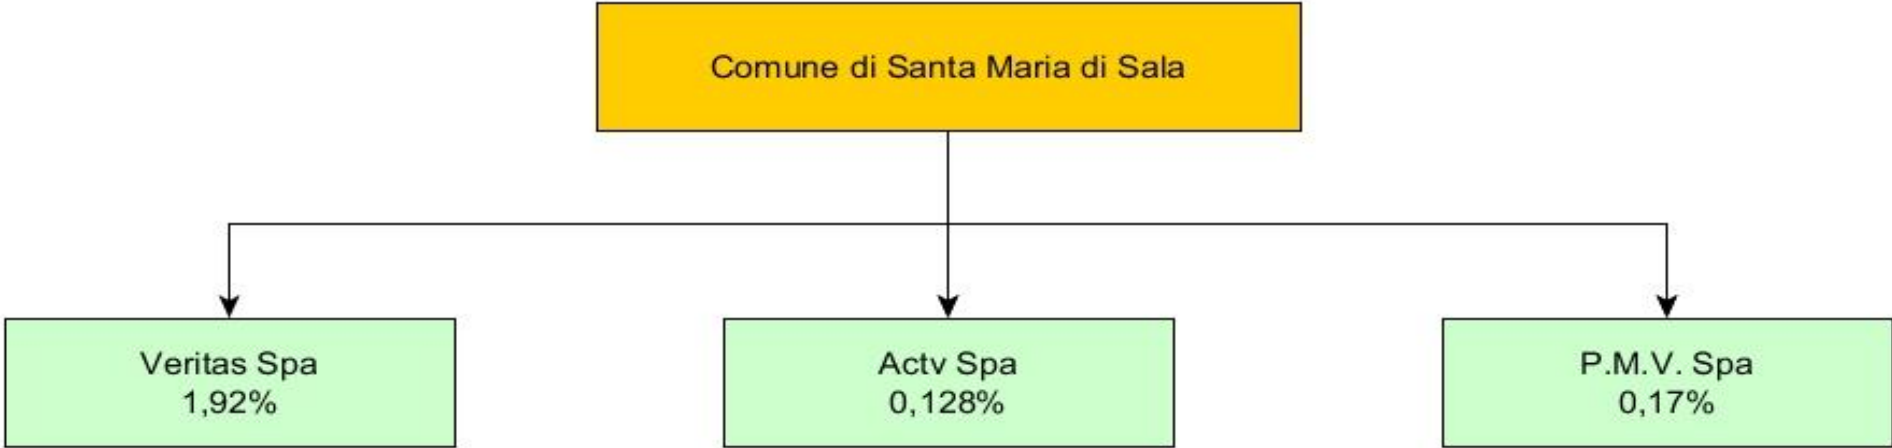 Comune di Santa Maria di Sala
Veritas Spa
1,92%
Actv Spa
0,128%
P.M.V. Spa
0,17%